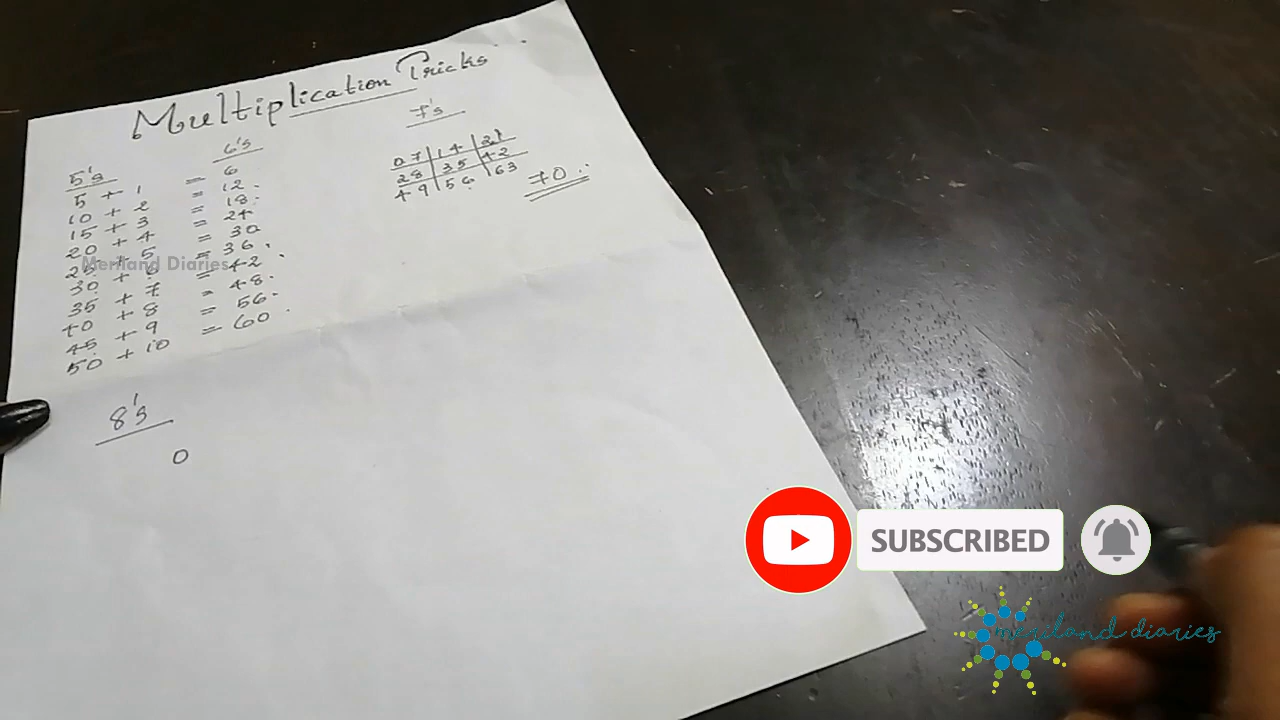 Multiplication Tricks
5's 6's
5 + 1 = 6
10 + 2 = 12
15 + 3 = 18
20 + 4 = 24
25 + 5 = 30
30 + 6 = 36
35 + 7 = 42
40 + 8 = 48
45 + 9 = 56
50 + 10 = 60
7's
07 14 21
28 35 42
49 56 63
70
8's
0
Meriland Diaries
SUBSCRIBED
meriland diaries